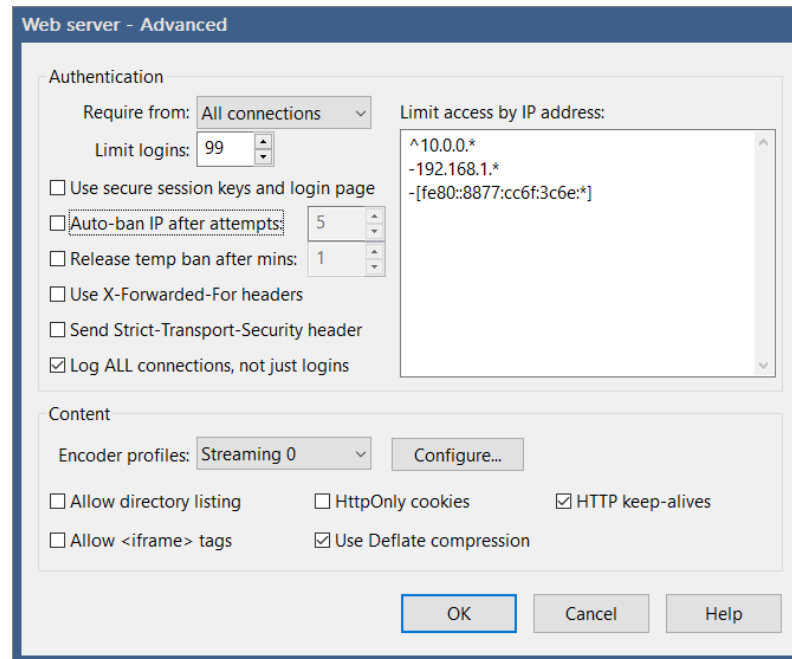 Web server - Advanced
Authentication
Require from: All connections
Limit logins: 99
Use secure session keys and login page
Auto-ban IP after attempts: 5
Release temp ban after mins: 1
Use X-Forwarded-For headers
Send Strict-Transport-Security header
Log ALL connections, not just logins
Limit access by IP address:
^10.0.0.*
-192.168.1.*
-[fe80::8877:cc6f:3c6e:*]
Content
Encoder profiles: Streaming 0 Configure...
Allow directory listing HttpOnly cookies HTTP keep-alives
Allow <iframe> tags Use Deflate compression
OK Cancel Help